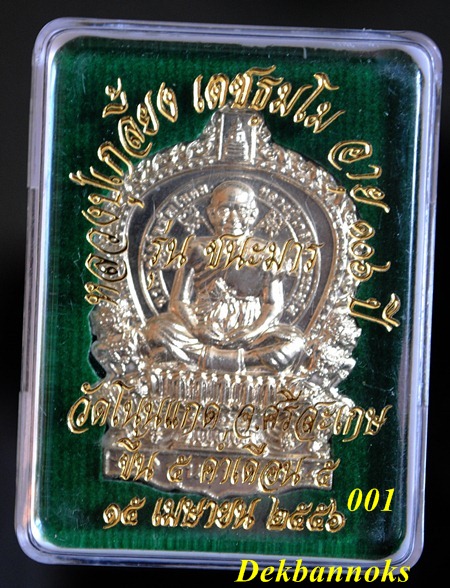 หลวงปู่เกลี้ยง เตชธมฺโม อายุ ๑๐๖ ปี
รุ่น ชนะมาร
วัดโนนแกด จ.ศรีสะเกษ
ขึ้น ๕ ค่ำเดือน ๕
๑๕ เมษายน ๒๕๕๖
001
Dekbannoks